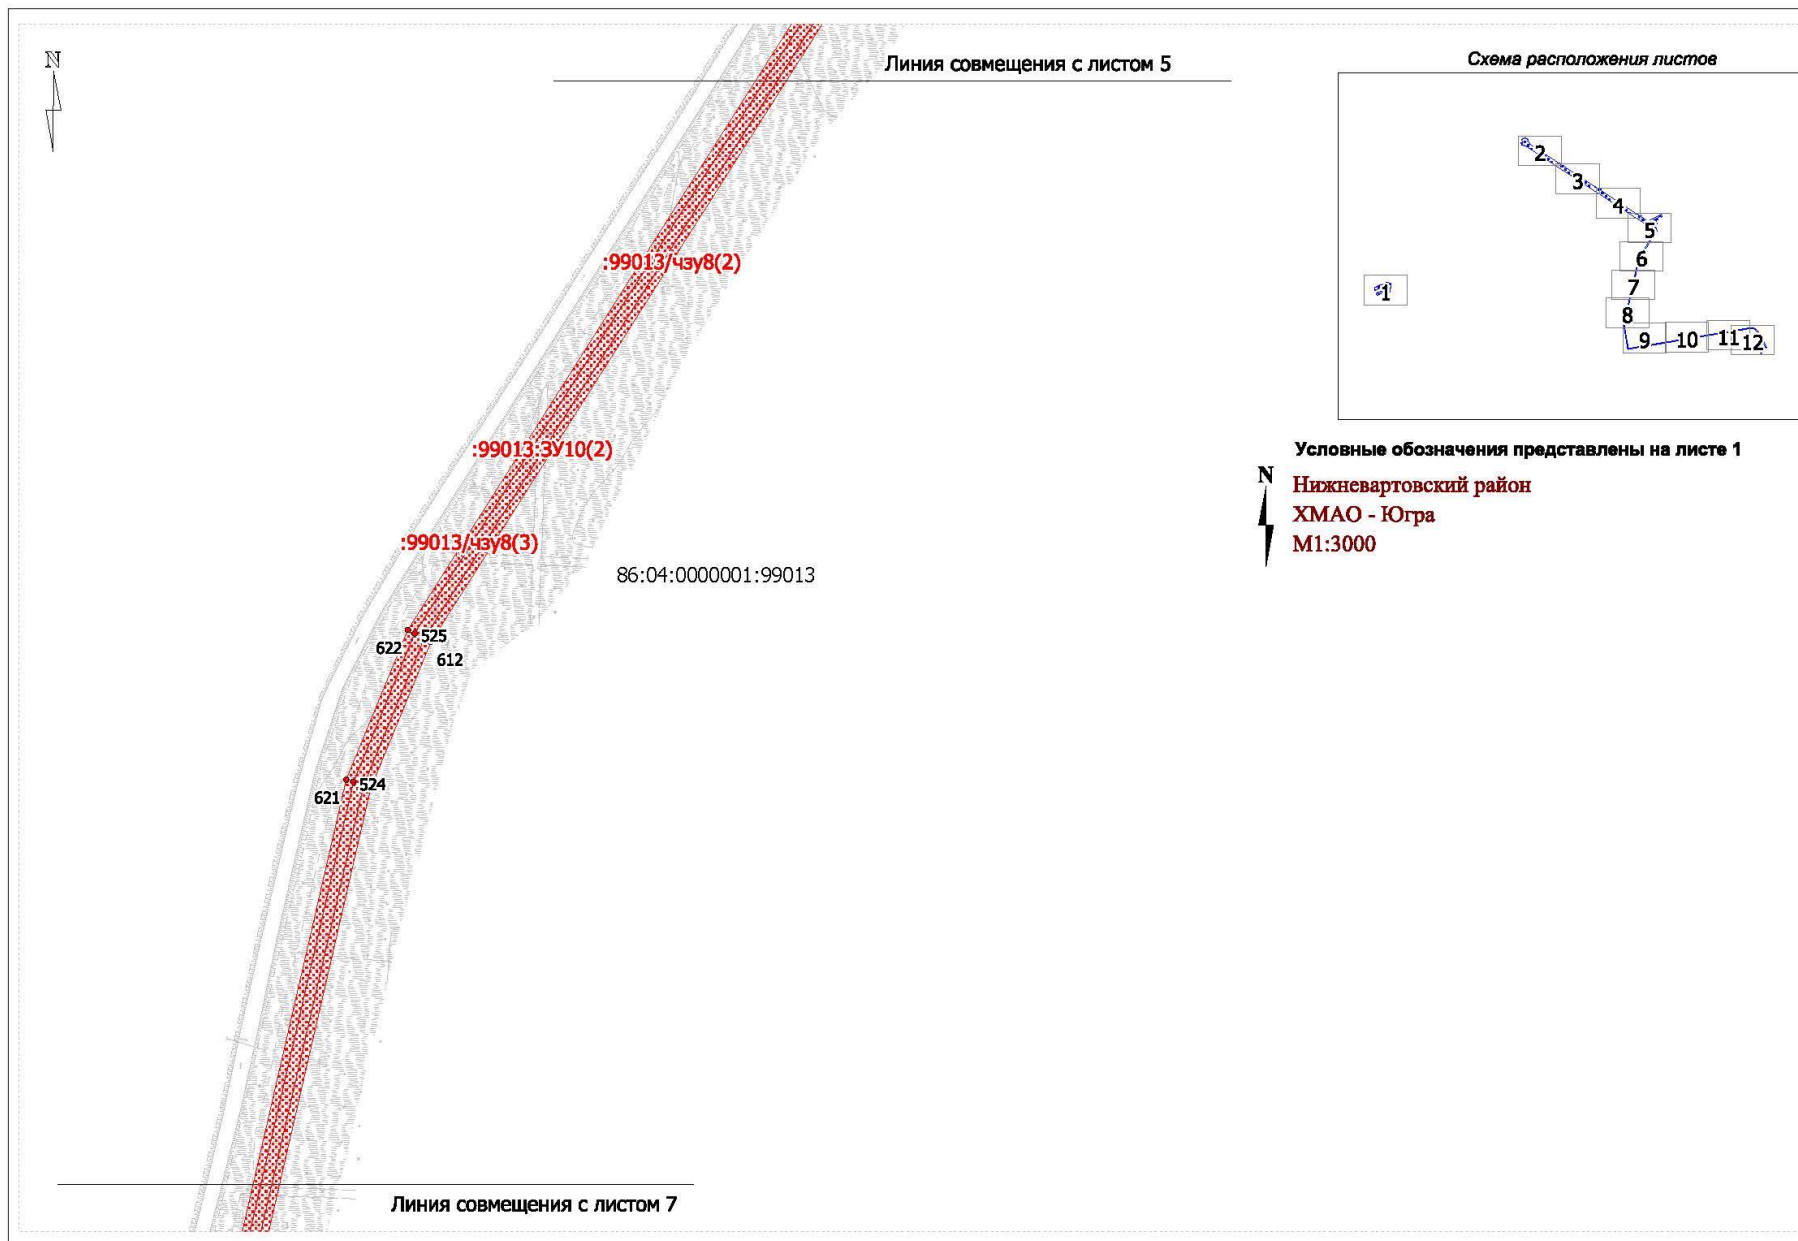 N
Линия совмещения с листом 5
Схема расположения листов
2
3
4
5
6
7
1
8
9
10
11
12
:99013/чзу8(2)
:99013:ЗУ10(2)
:99013/чзу8(3)
86:04:0000001:99013
Условные обозначения представлены на листе 1
N
Нижневартовский район
ХМАО - Югра
М1:3000
525
622
612
524
621
Линия совмещения с листом 7